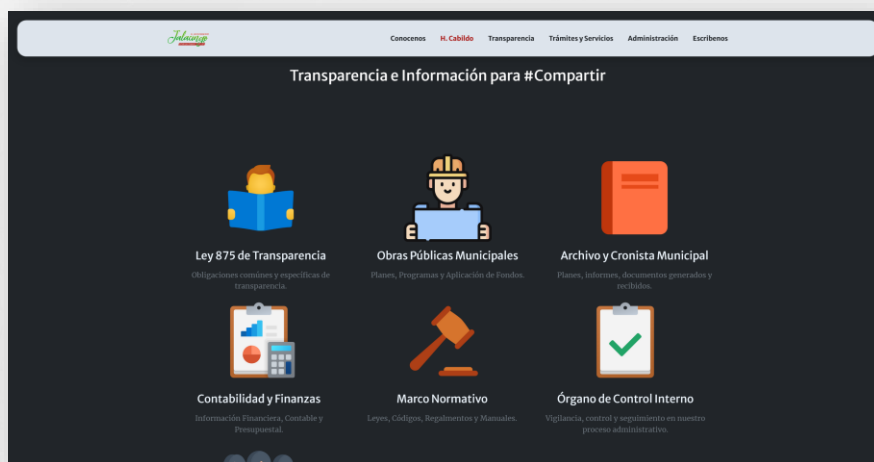 Jalacingo
Conocenos H. Cabildo Transparencia Trámites y Servicios Administración Escribenos
Transparencia e Información para #Compartir
Ley 875 de Transparencia
Obligaciones comúnes y específicas de
transparencia.
Obras Públicas Municipales
Planes, Programas y Aplicación de Fondos.
Archivo y Cronista Municipal
Planes, informes, documentos generados y
recibidos.
Contabilidad y Finanzas
Información Financiera, Contable y
Presupuestal.
Marco Normativo
Leyes, Códigos, Regalmentos y Manuales.
Órgano de Control Interno
Vigilancia, control y seguimiento en nuestro
proceso administrativo.